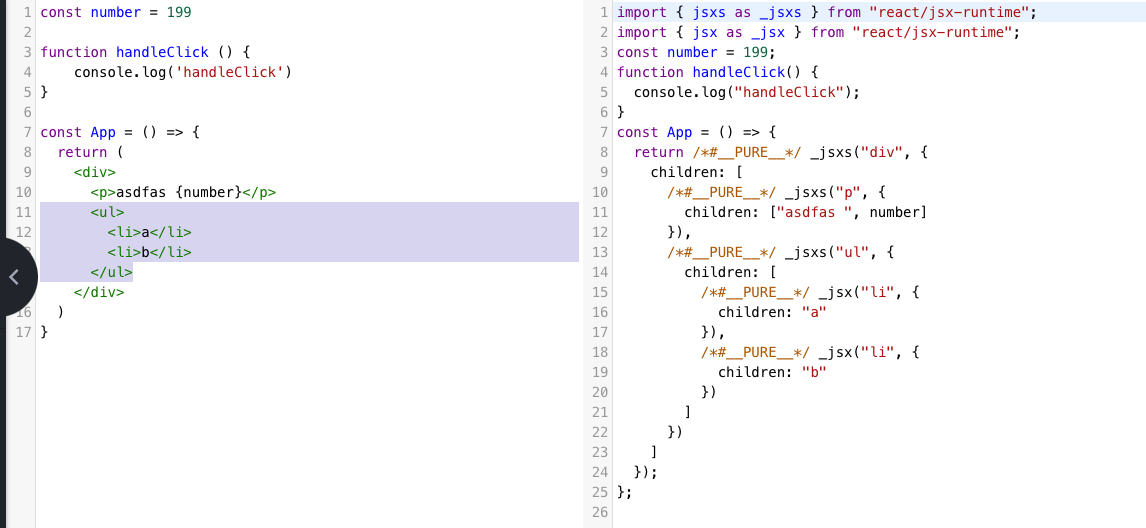 1 const number = 199
2
3 function handleClick () {
4     console.log('handleClick')
5 }
6
7 const App = () => {
8   return (
9     <div>
10       <p>asdfas {number}</p>
11       <ul>
12         <li>a</li>
<li>b</li>
</ul>
</div>
16   )
17 }
1 import { jsxs as _jsxs } from "react/jsx-runtime";
2 import { jsx as _jsx } from "react/jsx-runtime";
3 const number = 199;
4 function handleClick() {
5   console.log("handleClick");
6 }
7 const App = () => {
8   return /*#__PURE__*/ _jsxs("div", {
9     children: [
10       /*#__PURE__*/ _jsxs("p", {
11         children: ["asdfas ", number]
12       }),
13       /*#__PURE__*/ _jsxs("ul", {
14         children: [
15           /*#__PURE__*/ _jsx("li", {
16             children: "a"
17           }),
18           /*#__PURE__*/ _jsx("li", {
19             children: "b"
20           })
21         ]
22       })
23     ]
24   });
25 };
26